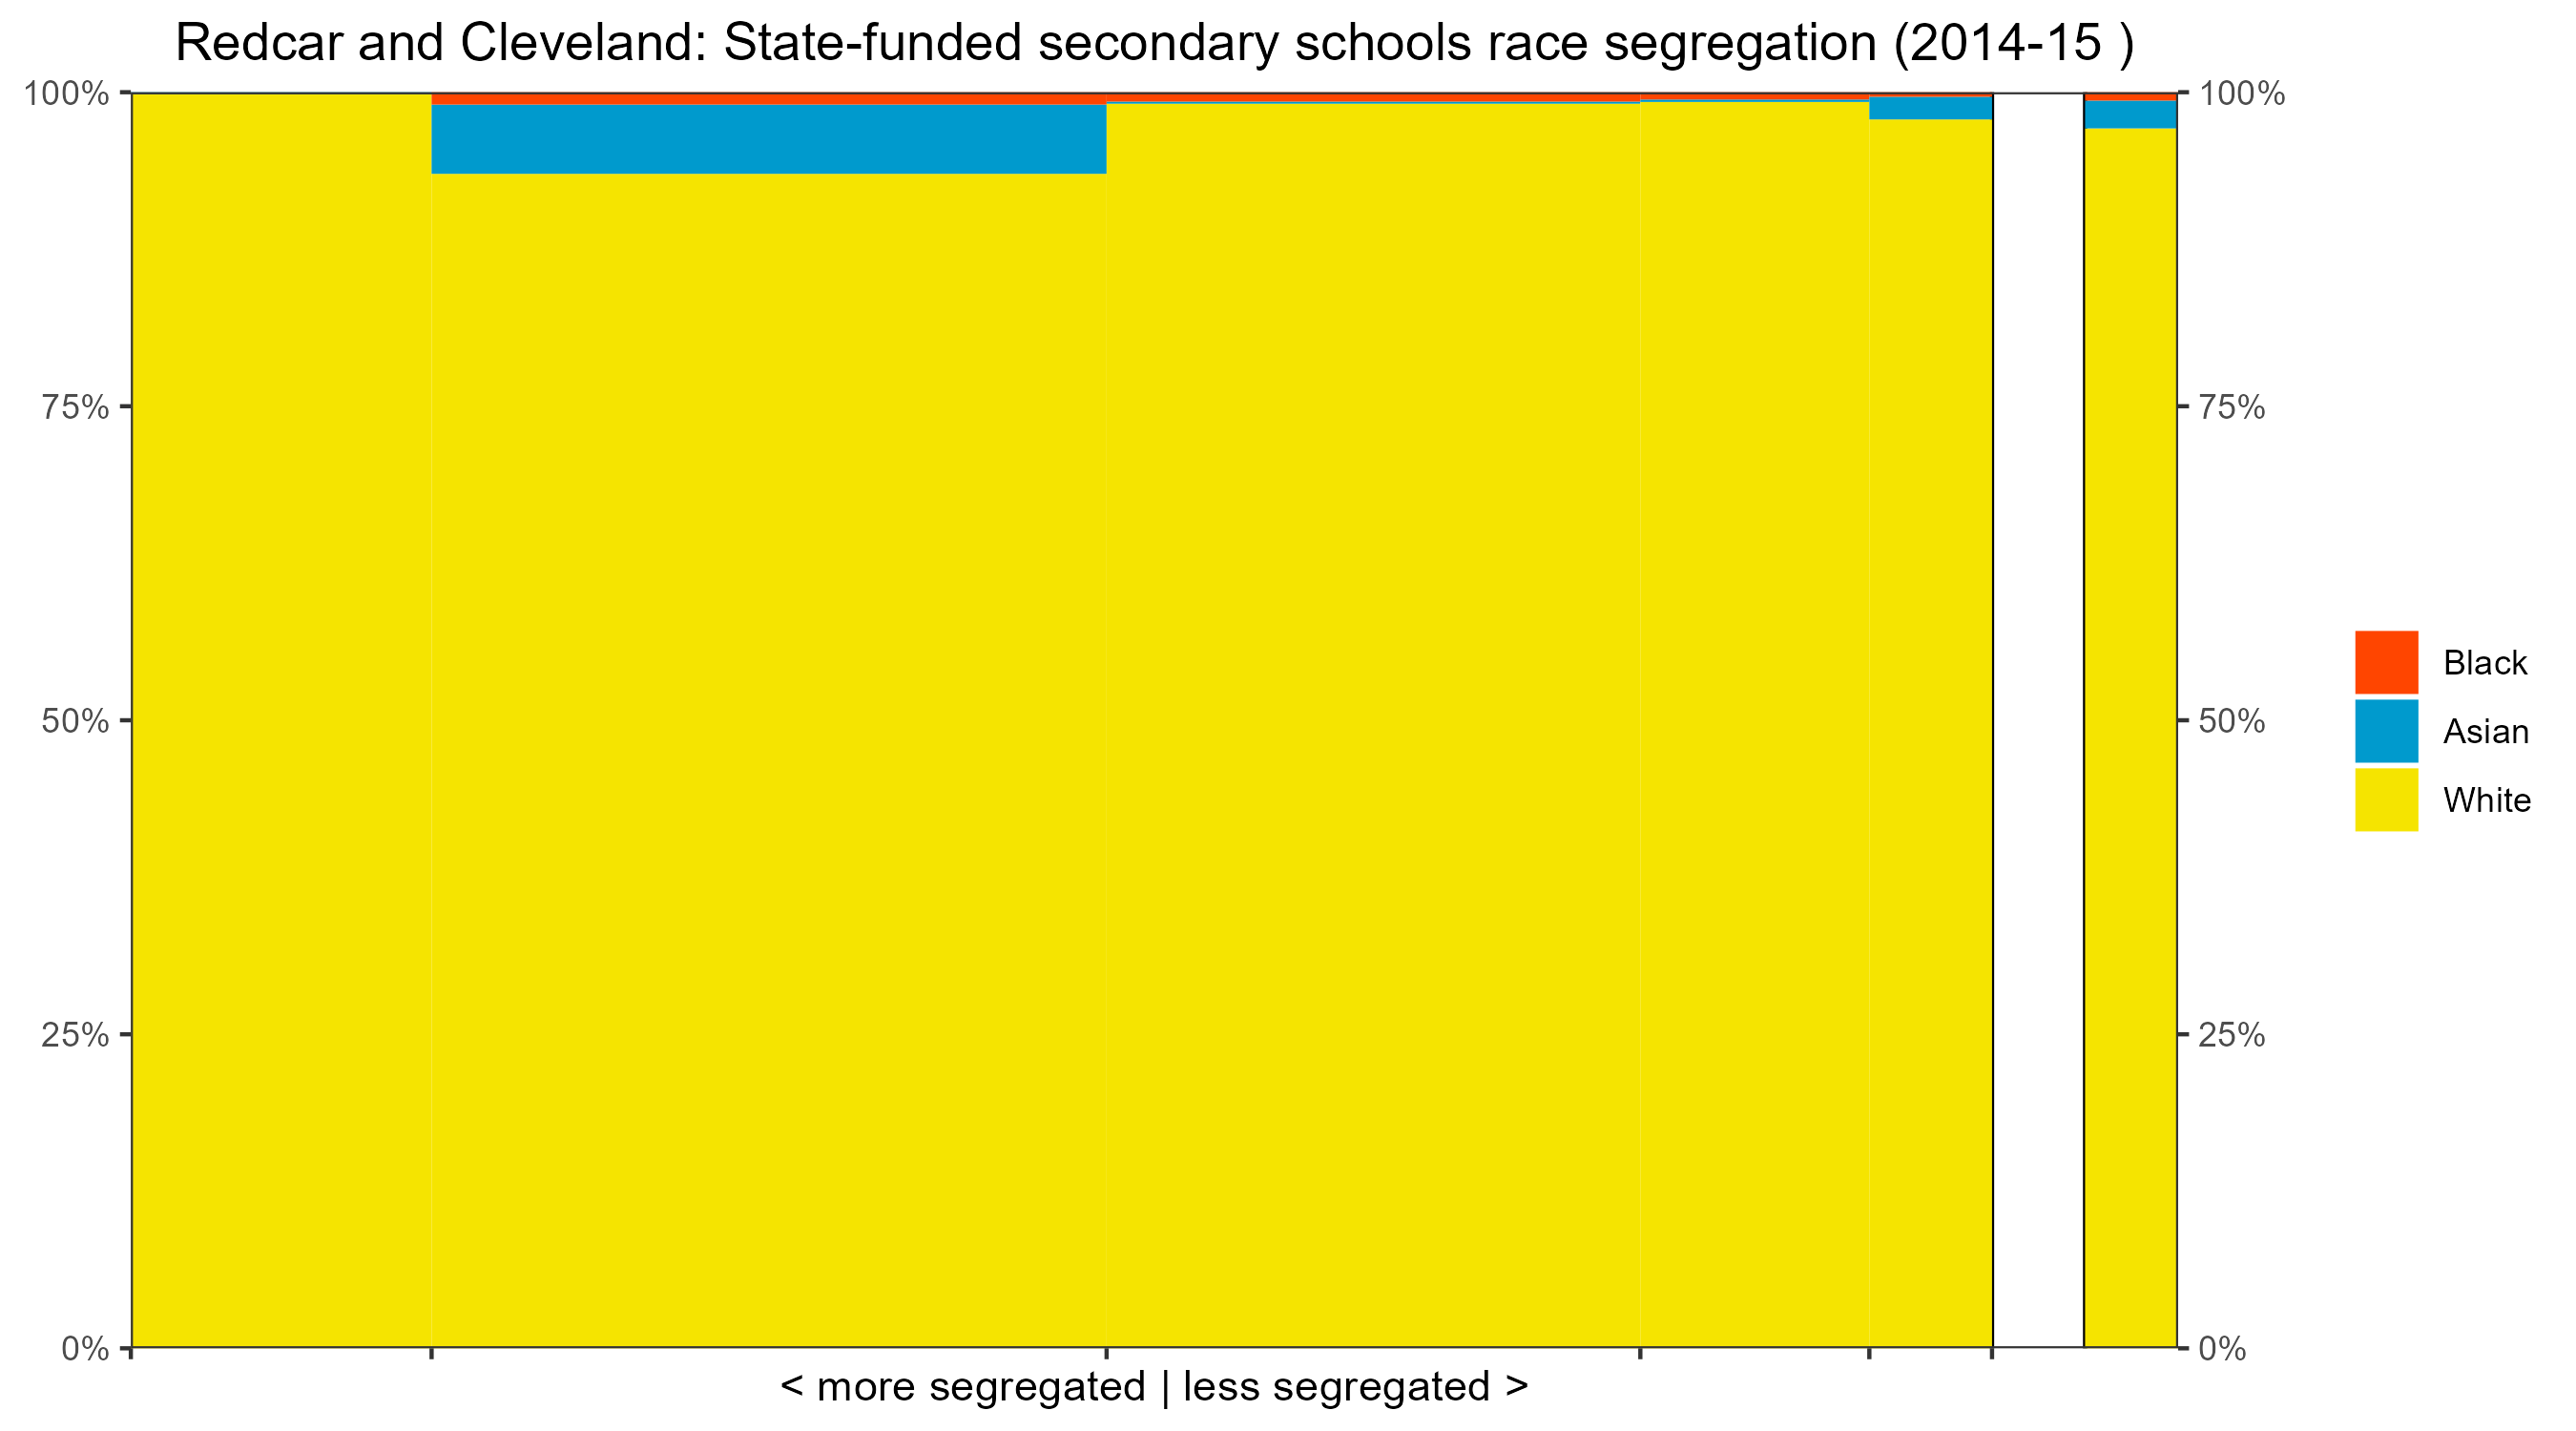 Redcar and Cleveland: State-funded secondary schools race segregation (2014-15 )
100%
75%
50%
25%
0%
100%
75%
50%
25%
0%
Black
Asian
White
< more segregated | less segregated >